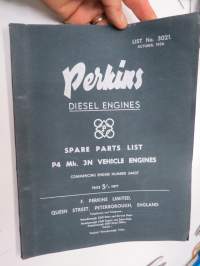 LIST No. 3021
OCTOBER, 1950
Perkins
DIESEL ENGINES
P
SPARE PARTS LIST
P4 Mk. 3N VEHICLE ENGINES
COMMENCING ENGINE NUMBER
PRICE 5/- NETT
F. PERKINS LIMITED,
QUEEN STREET, PETERBOROUGH, ENGLAND